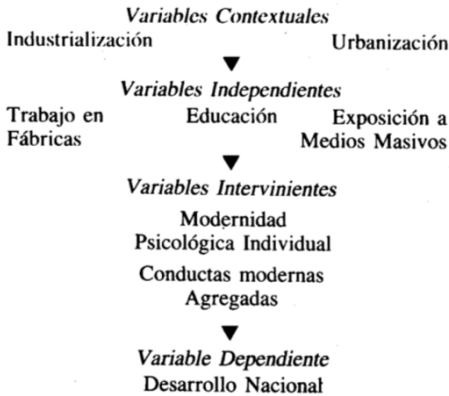 Variables Contextuales
Industrialización Urbanización
▼
Variables Independientes
Trabajo en Educación Exposición a
Fábricas Medios Masivos
▼
Variables Intervinientes
Modernidad
Psicológica Individual
Conductas modernas
Agregadas
▼
Variable Dependiente
Desarrollo Nacional